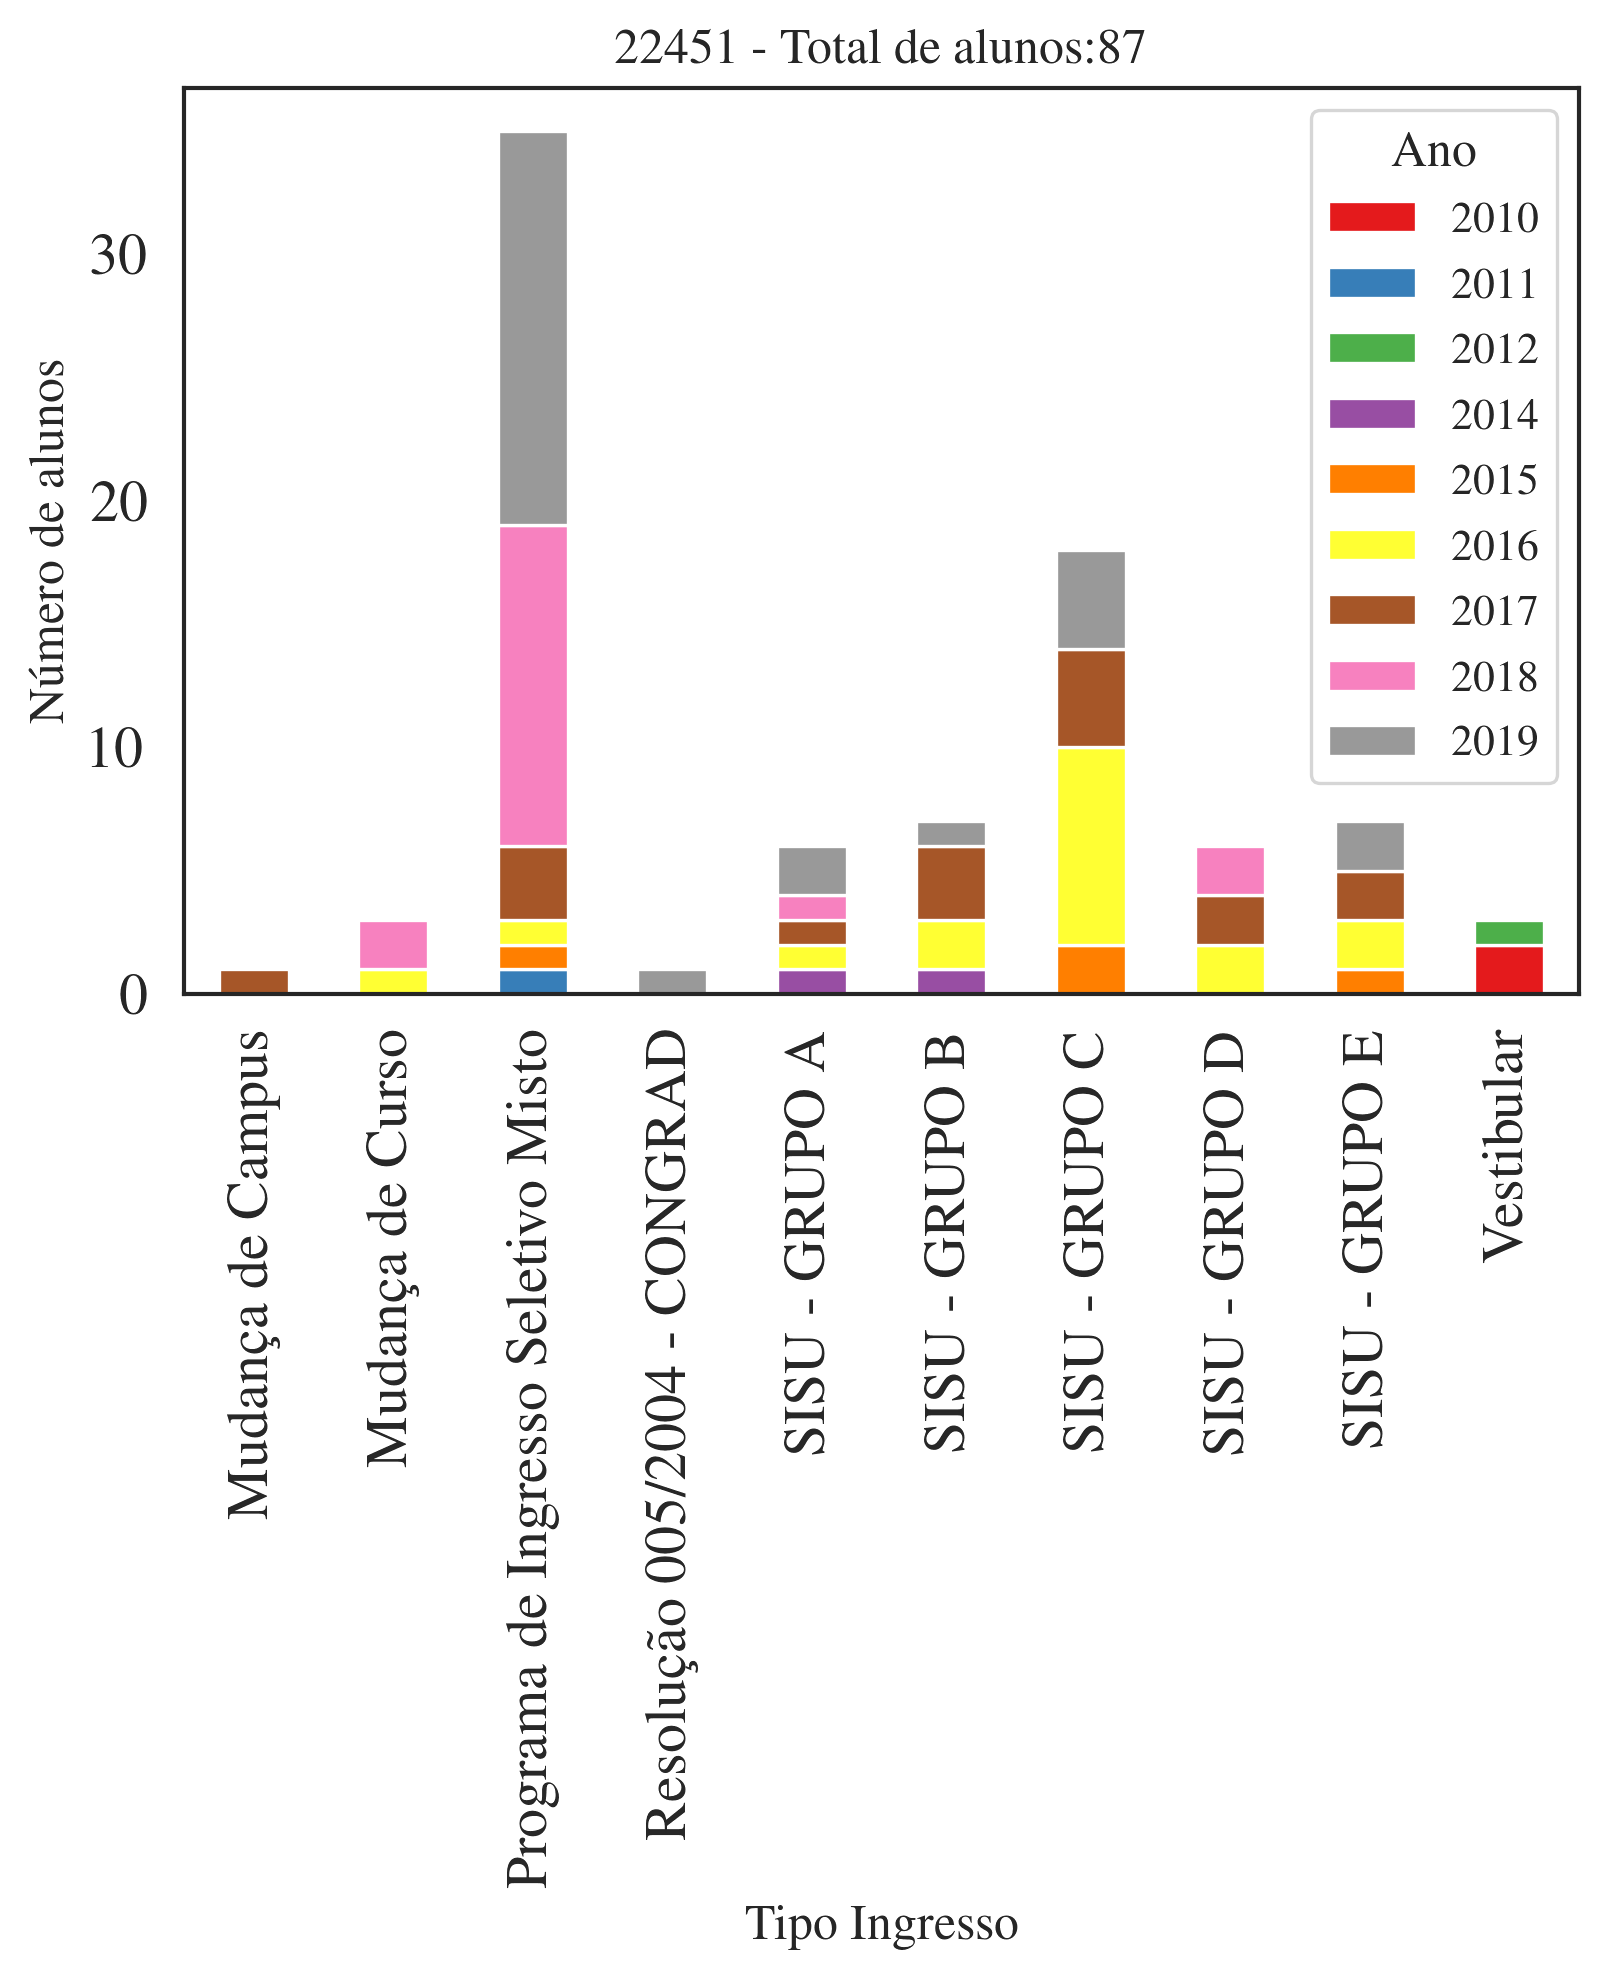 22451 - Total de alunos:87
Número de alunos
30
20
10
0
Ano
2010
2011
2012
2014
2015
2016
2017
2018
2019
Mudança de Campus
Mudança de Curso
Programa de Ingresso Seletivo Misto
Resolução 005/2004 - CONGRAD
SISU - GRUPO A
SISU - GRUPO B
SISU - GRUPO C
SISU - GRUPO D
SISU - GRUPO E
Vestibular
Tipo Ingresso